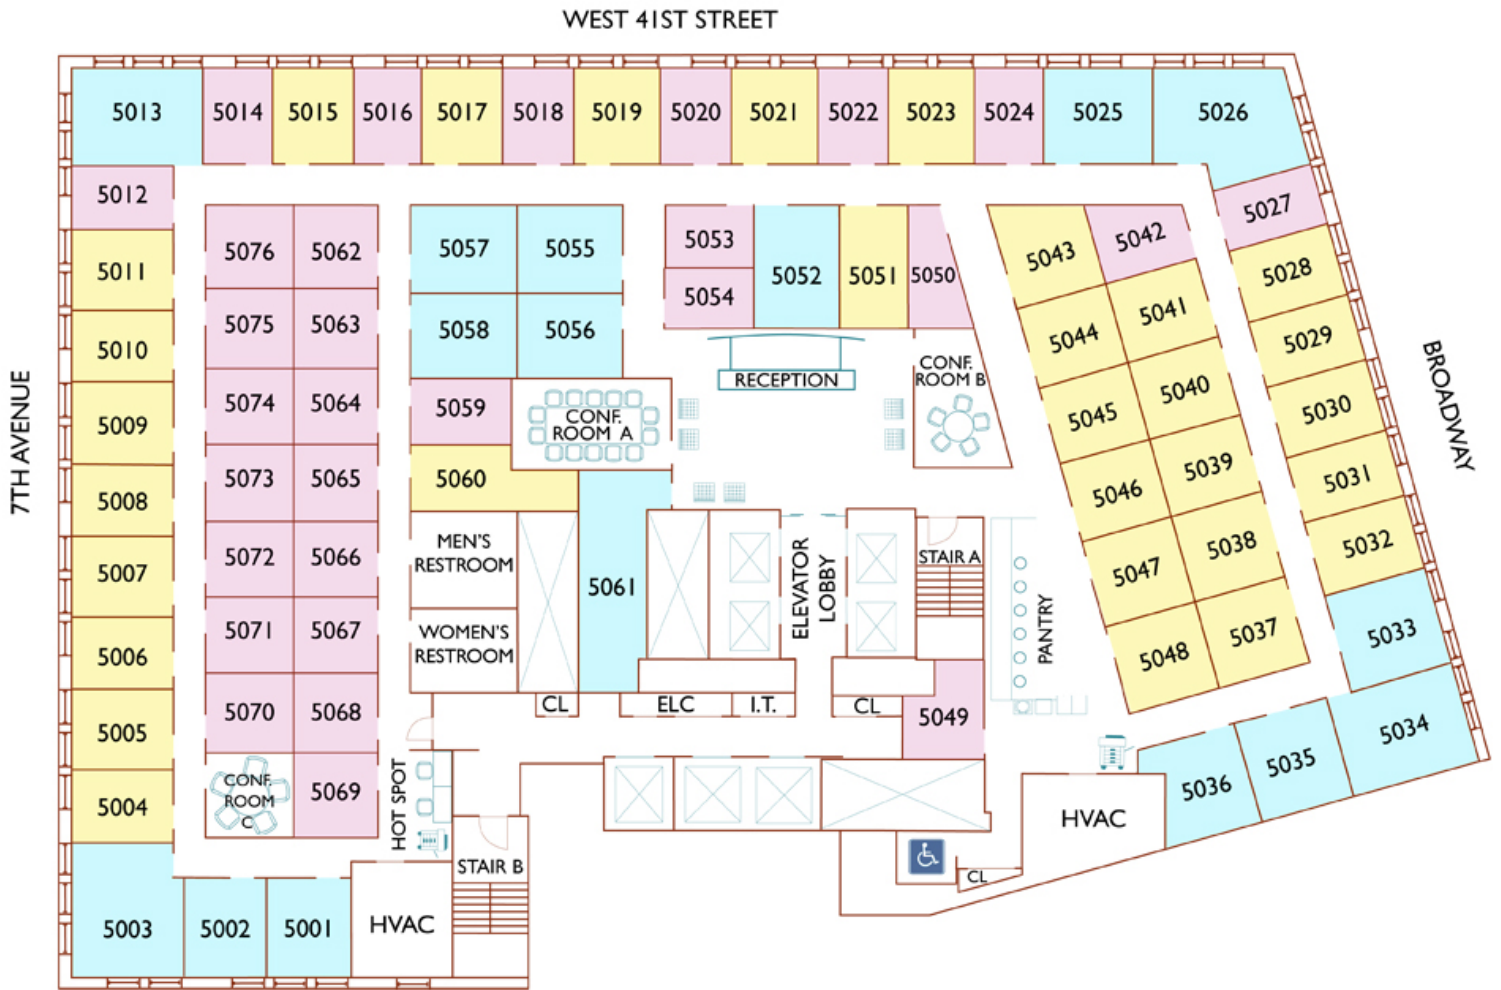 WEST 41ST STREET
5013
5014
5015
5016
5017
5018
5019
5020
5021
5022
5023
5024
5025
5026
5012
5027
5011
5076
5062
5057
5055
5053
5052
5051
5050
5043
5042
5028
5054
5010
5075
5063
5058
5056
5044
5041
5029
RECEPTION
CONF.
ROOM B
7TH AVENUE
BROADWAY
5009
5074
5064
5059
CONF.
ROOM A
5045
5040
5030
5008
5073
5065
5060
5046
5039
5031
5007
5072
5066
MEN'S
RESTROOM
5061
ELEVATOR
LOBBY
STAIR A
5047
5038
5032
5006
5071
5067
WOMEN'S
RESTROOM
PANTRY
5048
5037
5033
5005
5070
5068
CL
ELC
I.T.
CL
5049
5034
5004
CONF.
ROOM
C
5069
HOT SPOT
5036
5035
HVAC
STAIR B
CL
5003
5002
5001
HVAC